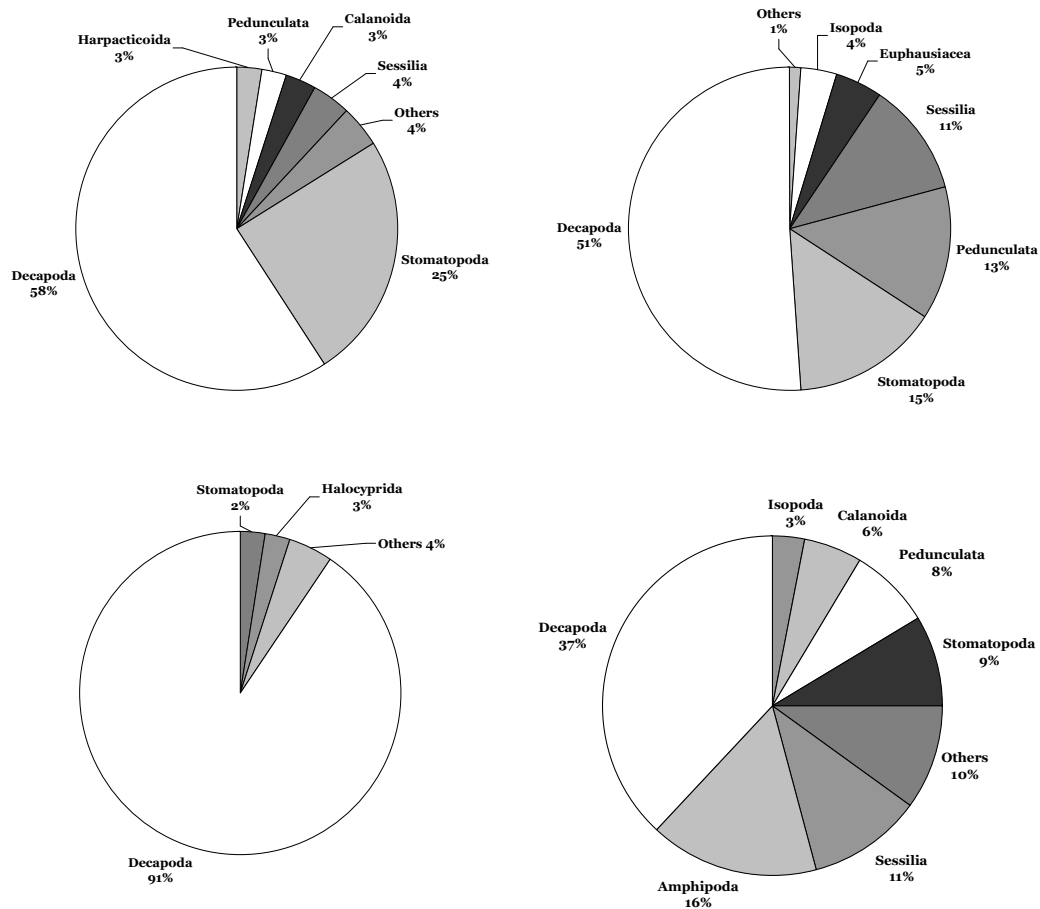 Harpacticoida
3%
Pedunculata
3%
Calanoida
3%
Sessilia
4%
Others
4%
Stomatopoda
25%
Decapoda
58%
Others
1%
Isopoda
4%
Euphausiacea
5%
Sessilia
11%
Pedunculata
13%
Stomatopoda
15%
Decapoda
51%
Stomatopoda
2%
Halocyprida
3%
Others 4%
Decapoda
91%
Isopoda
3%
Calanoida
6%
Pedunculata
8%
Stomatopoda
9%
Others
10%
Sessilia
11%
Amphipoda
16%
Decapoda
37%